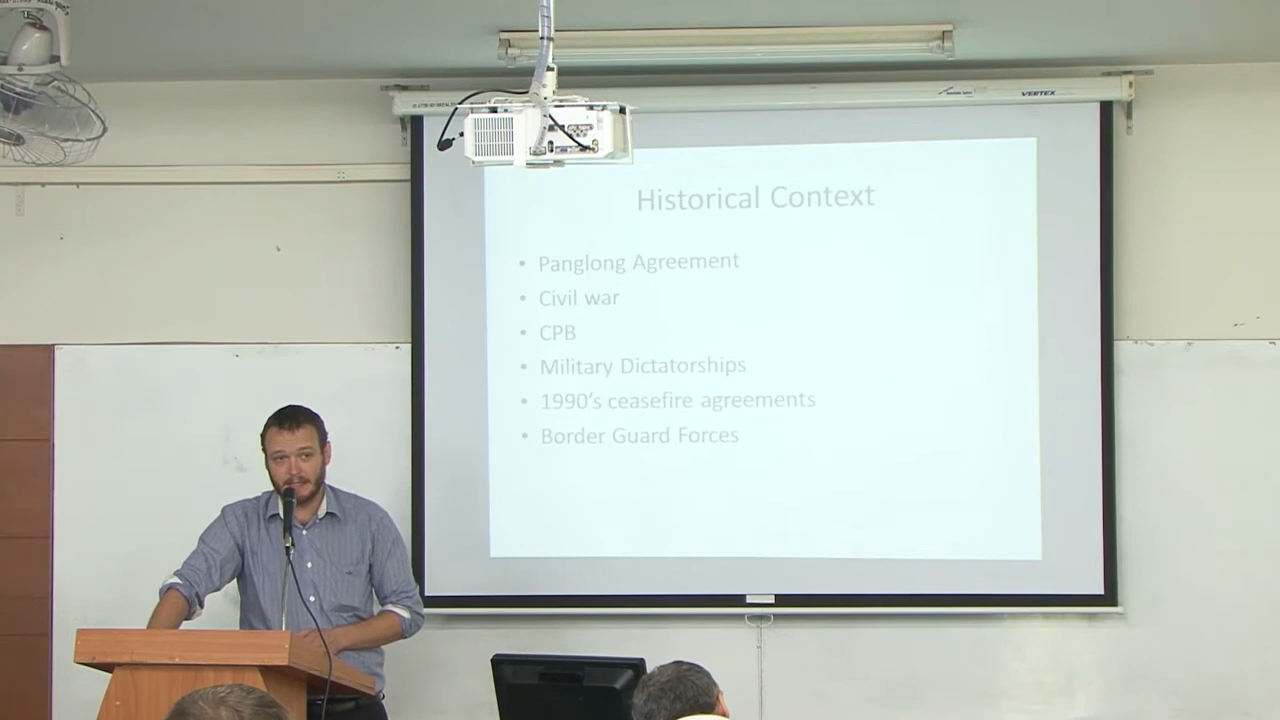 VERTEX
Historical Context
• Panglong Agreement
• Civil war
• CPB
• Military Dictatorships
• 1990's ceasefire agreements
• Border Guard Forces